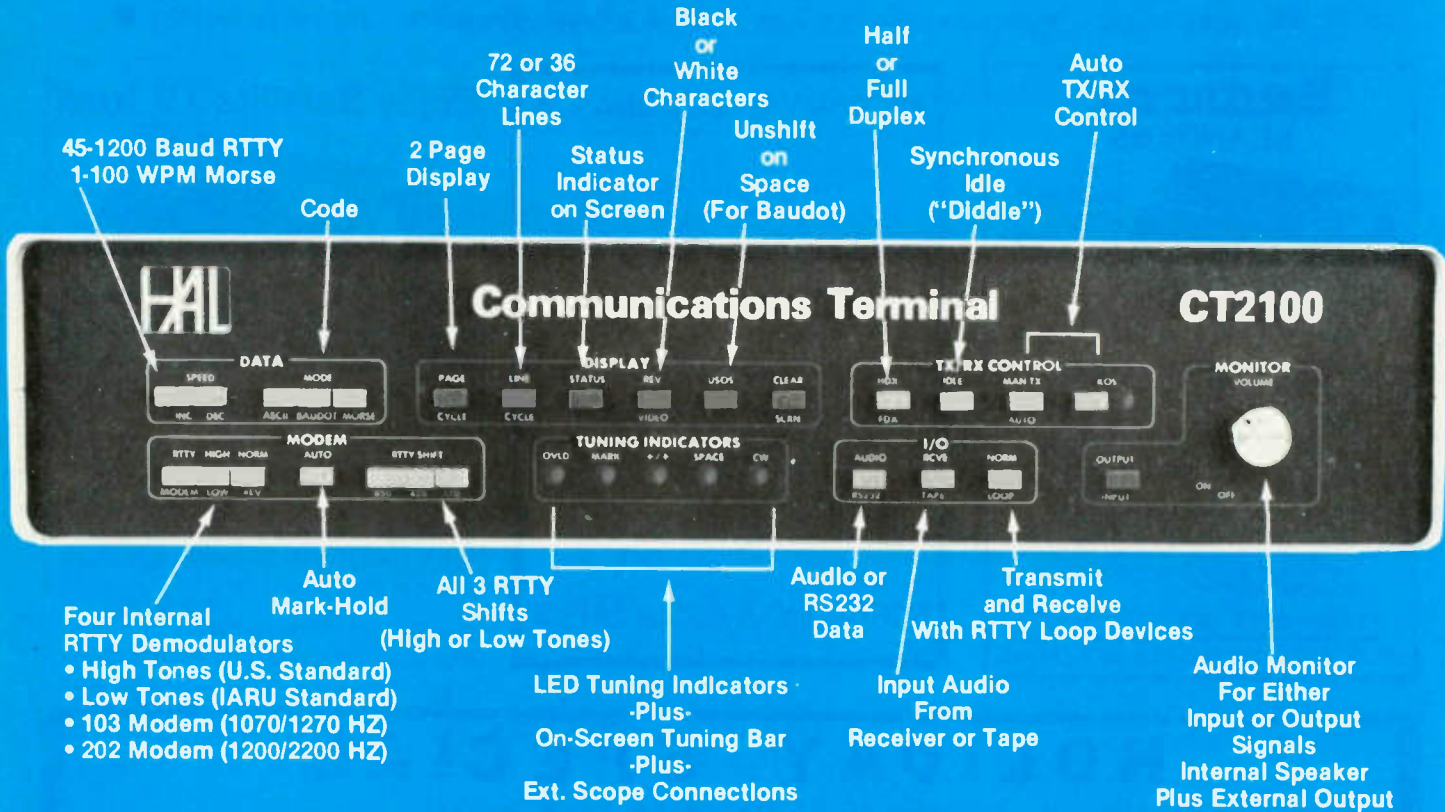 Black
or
White
Characters
Half
or
Full
Duplex
Auto
TX/RX
Control
72 or 36
Character
Lines
Unshift
on
Space
(For Baudot)
45-1200 Baud RTTY
1-100 WPM Morse
2 Page
Display
Status
Indicator
on Screen
Synchronous
Idle
("Diddle")
Code
HAL
Communications Terminal
CT2100
DATA
SPEED
INC DEC
MODE
ASCII BAUDOT MORSE
DISPLAY
PAGE
CYCLE
LINE
CYCLE
STATUS
REV
VIDEO
USOS
CLEAR
SCRN
TX/RX CONTROL
HDX
FDX
IDLE
MAN TX
AUTO
KOS
MONITOR
VOLUME
OUTPUT
INPUT
ON
OFF
MODEM
RTTY HIGH NORM
MODEM LOW REV
AUTO
RTTY SHIFT
850 425 170
TUNING INDICATORS
OVLD MARK +/+ SPACE CW
I/O
AUDIO
RS232
RCVR
TAPE
NORM
LOOP
Four Internal
RTTY Demodulators
• High Tones (U.S. Standard)
• Low Tones (IARU Standard)
• 103 Modem (1070/1270 HZ)
• 202 Modem (1200/2200 HZ)
Auto
Mark-Hold
All 3 RTTY
Shifts
(High or Low Tones)
LED Tuning Indicators
-Plus-
On-Screen Tuning Bar
-Plus-
Ext. Scope Connections
Audio or
RS232
Data
Input Audio
From
Receiver or Tape
Transmit
and Receive
With RTTY Loop Devices
Audio Monitor
For Either
Input or Output
Signals
Internal Speaker
Plus External Output